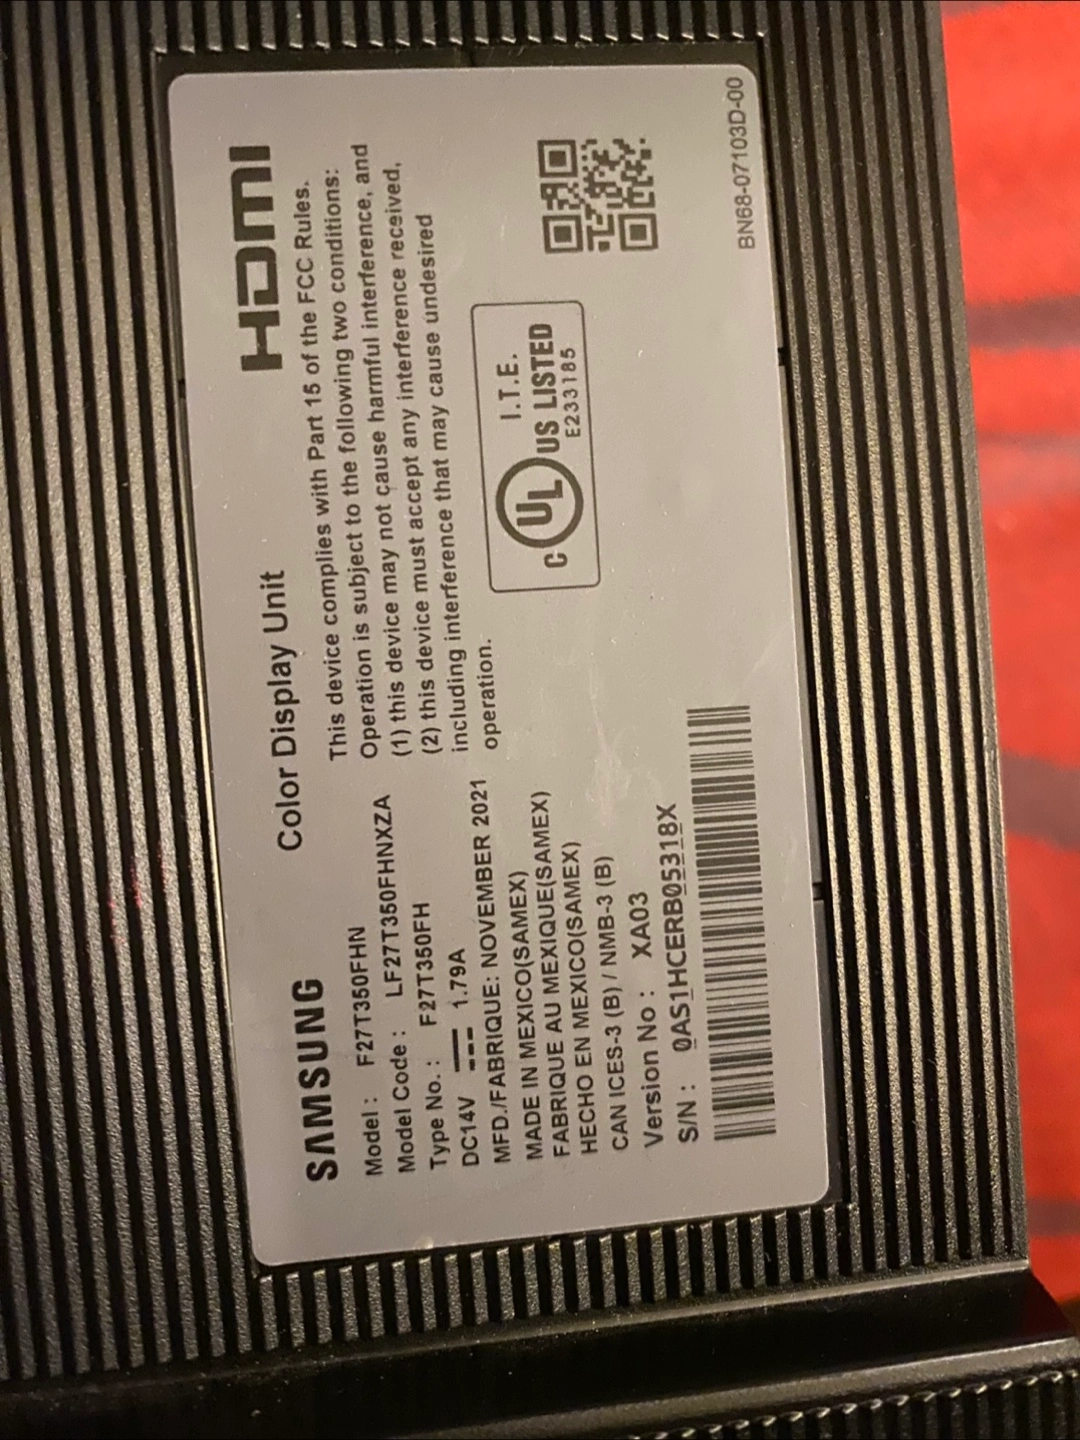 SAMSUNG
Color Display Unit
HDMI
Model : F27T350FHN
Model Code : LF27T350FHNXZA
Type No. : F27T350FH
DC14V 1.79A
MFD./FABRIQUE: NOVEMBER 2021
MADE IN MEXICO(SAMEX)
FABRIQUE AU MEXIQUE(SAMEX)
HECHO EN MEXICO(SAMEX)
CAN ICES-3 (B) / NMB-3 (B)
Version No : XA03
S/N : 0AS1HCERB05318X
This device complies with Part 15 of the FCC Rules.
Operation is subject to the following two conditions:
(1) this device may not cause harmful interference, and
(2) this device must accept any interference received,
including interference that may cause undesired
operation.
C UL US LISTED
I.T.E.
E233185
BN68-07103D-00